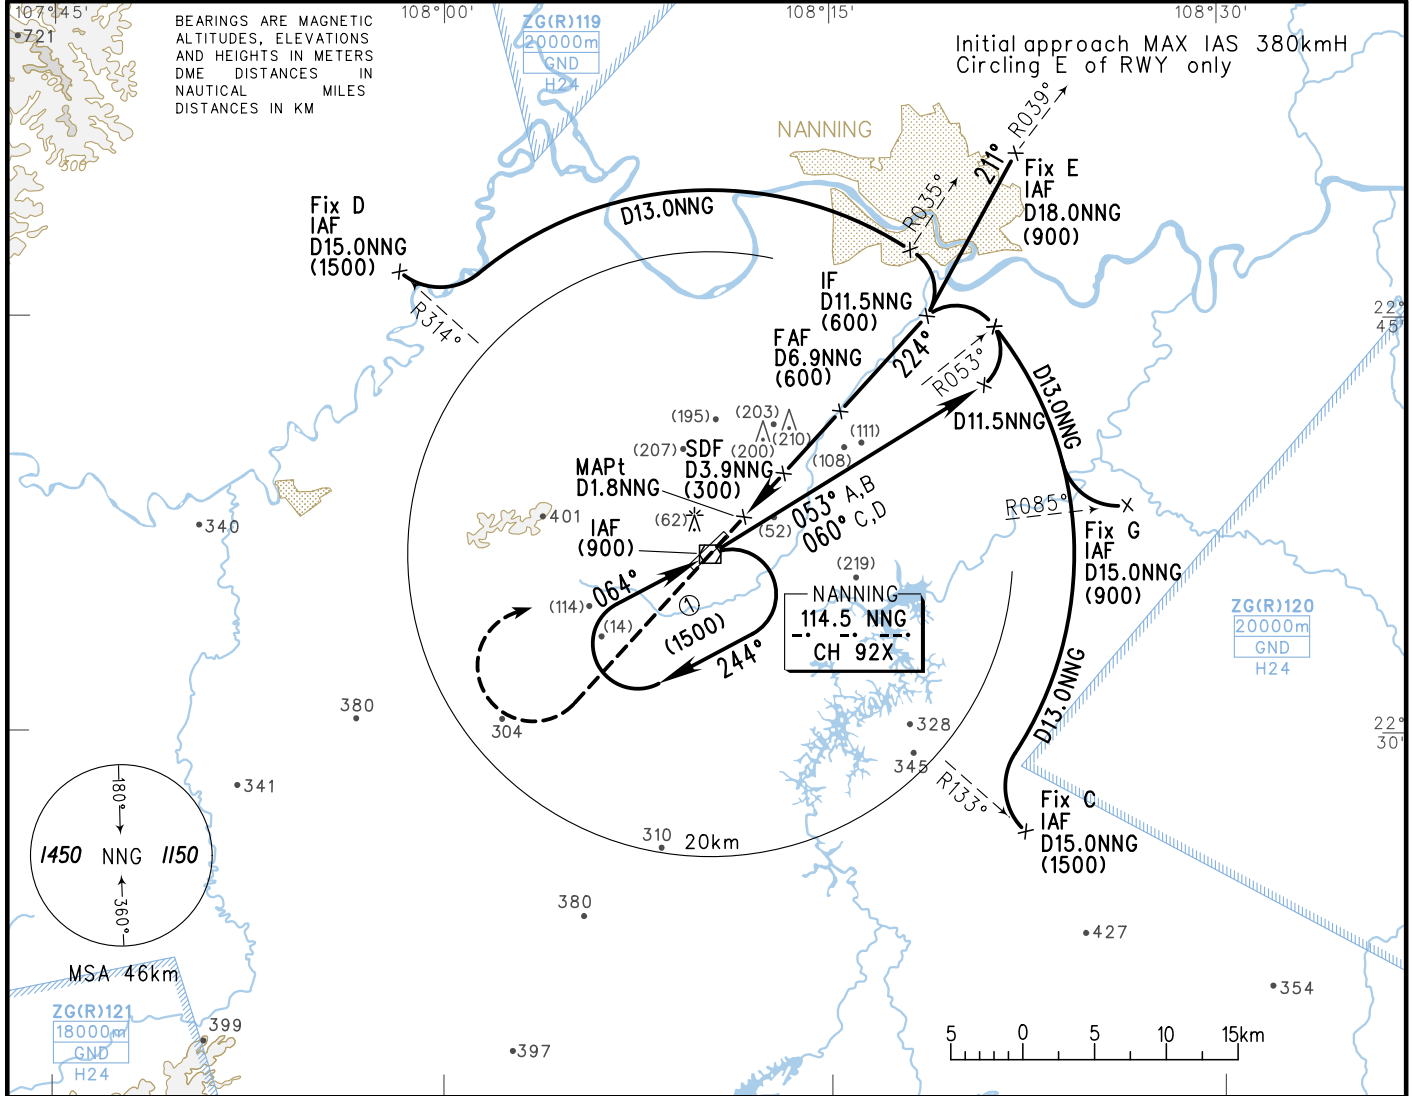 107°45'
108°00'
108°15'
108°30'
BEARINGS ARE MAGNETIC
ALTITUDES, ELEVATIONS
AND HEIGHTS IN METERS
DME DISTANCES IN
NAUTICAL MILES
DISTANCES IN KM
ZG(R)119
20000m
GND
H24
Initial approach MAX IAS 380kmH
Circling E of RWY only
721
500
NANNING
R039°
211°
R035°
Fix E
IAF
D18.0NNG
(900)
Fix D
IAF
D15.0NNG
(1500)
D13.0NNG
R314°
IF
D11.5NNG
(600)
FAF
D6.9NNG
(600)
224°
R053°
D13.0NNG
D11.5NNG
22°
45'
(195)
(203)
(210)
(200)
(207)
(111)
(108)
SDF
D3.9NNG
(300)
MAPt
D1.8NNG
053° A,B
060° C,D
R085°
Fix G
IAF
D15.0NNG
(900)
340
401
(62)
(52)
IAF
(900)
064°
(114)
(14)
1
(1500)
244°
(219)
NANNING
114.5 NNG
CH 92X
ZG(R)120
20000m
GND
H24
D13.0NNG
380
304
328
345
22°
30'
341
R133°
Fix C
IAF
D15.0NNG
(1500)
180°
1450 NNG 1150
360°
MSA 46km
310
20km
380
427
354
ZG(R)121
18000m
GND
H24
399
397
5 0 5 10 15km